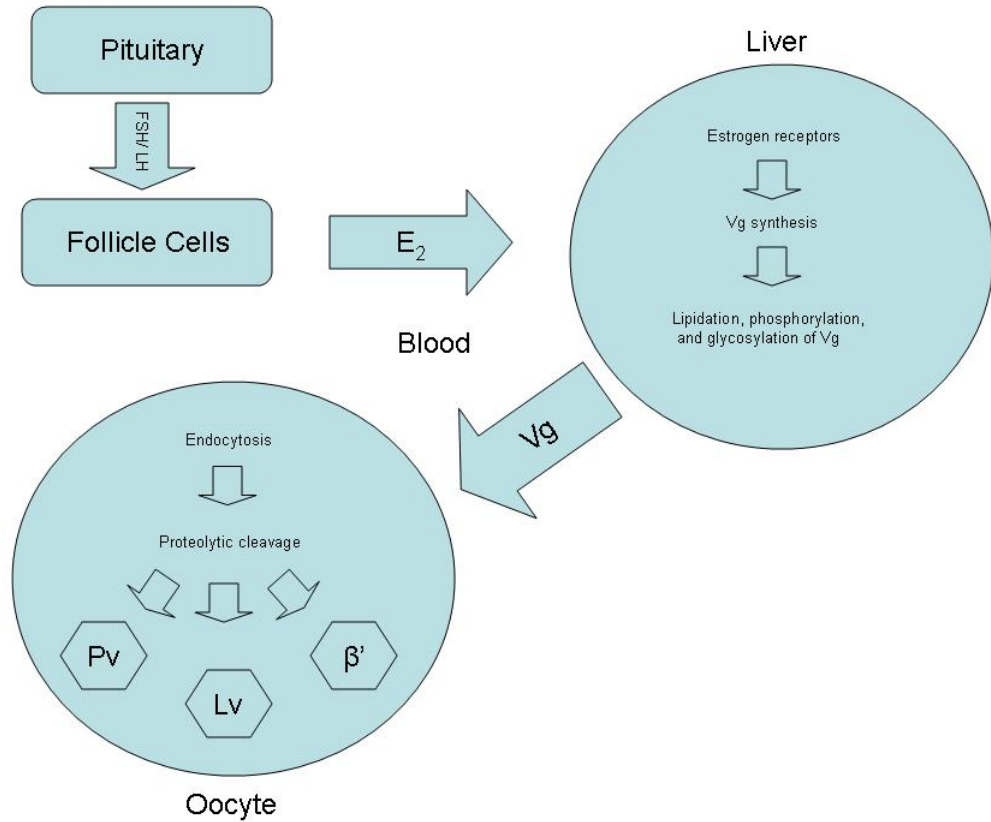 Pituitary
FSH/ LH
Follicle Cells
E₂
Liver
Estrogen receptors
Vg synthesis
Lipidation, phosphorylation,
and glycosylation of Vg
Blood
Vg
Endocytosis
Proteolytic cleavage
Pv
Lv
β’
Oocyte